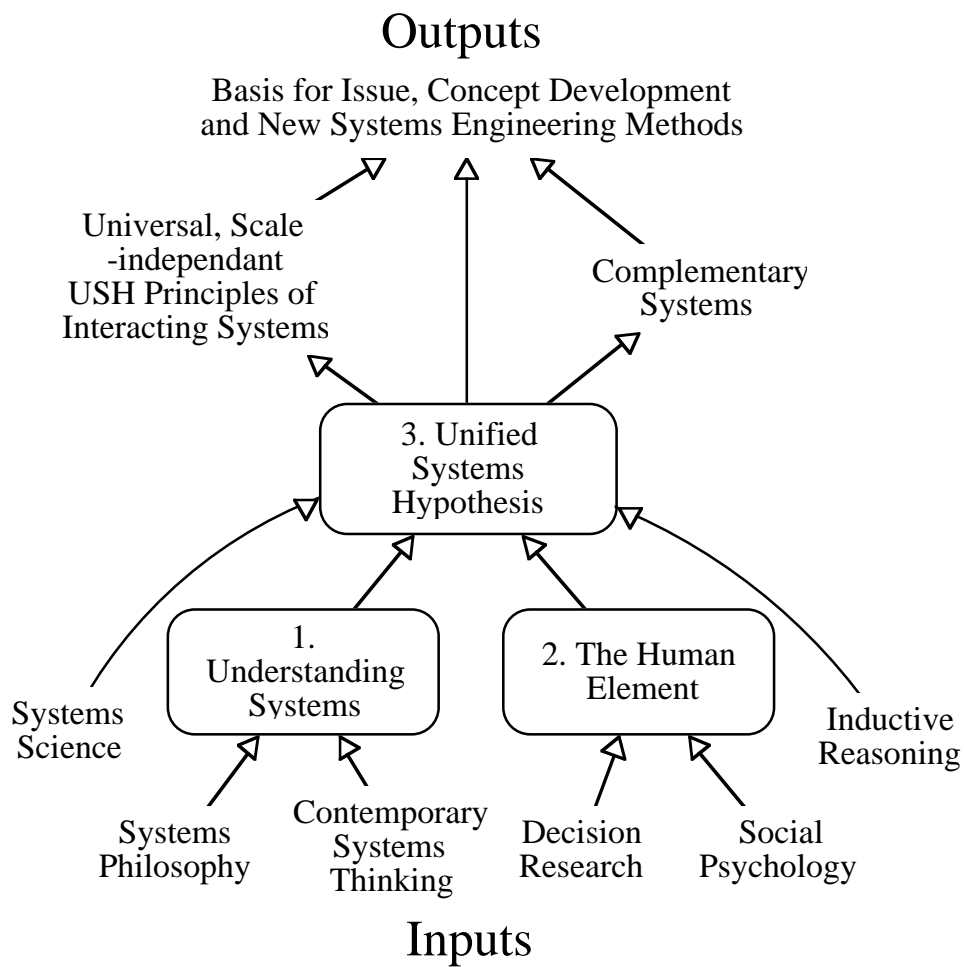 Outputs
Basis for Issue, Concept Development
and New Systems Engineering Methods
Universal, Scale
-independant
USH Principles of
Interacting Systems
Complementary
Systems
3. Unified
Systems
Hypothesis
1.
Understanding
Systems
2. The Human
Element
Systems
Science
Inductive
Reasoning
Systems
Philosophy
Contemporary
Systems
Thinking
Decision
Research
Social
Psychology
Inputs